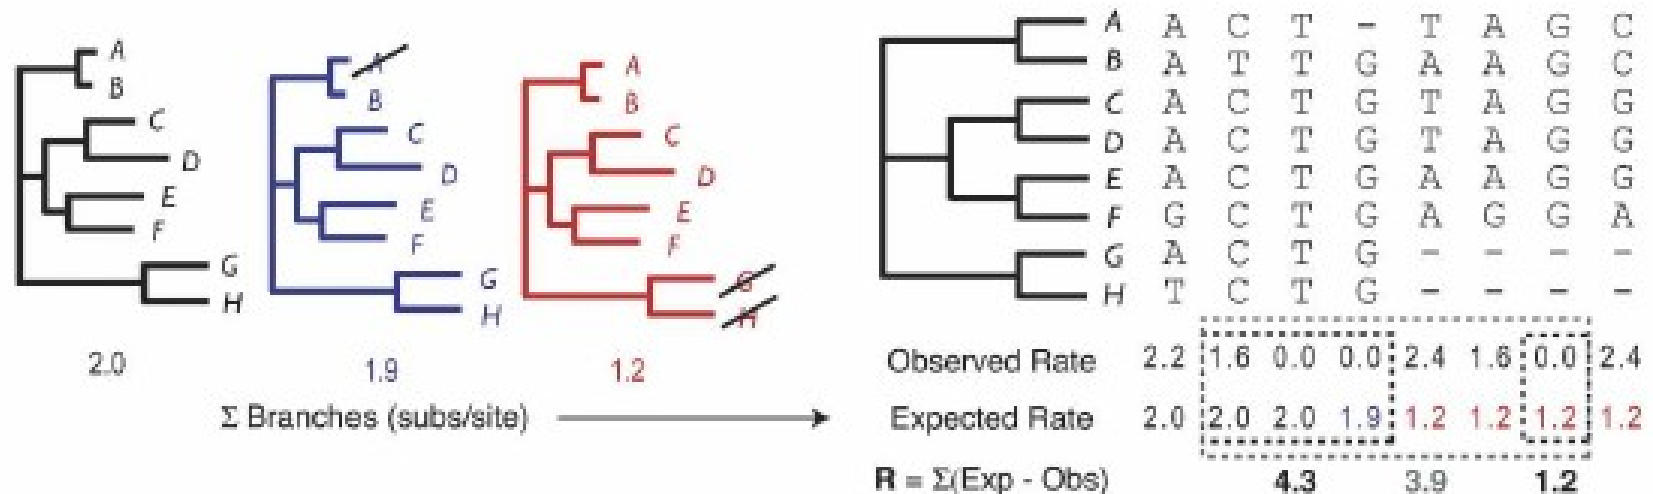 A
B
C
D
E
F
G
H
2.0
A
B
C
D
E
F
G
H
1.9
A
B
C
D
E
F
G
H
1.2
Σ Branches (subs/site)
A A C T - T A G C
B A T T G A A G C
C A C T G T A G G
D A C T G T A G G
E A C T G A A G G
F G C T G A G G A
G A C T G - - - -
H T C T G - - - -
Observed Rate 2.2 1.6 0.0 0.0 2.4 1.6 0.0 2.4
Expected Rate 2.0 2.0 2.0 1.9 1.2 1.2 1.2 1.2
R = Σ(Exp - Obs) 4.3 3.9 1.2